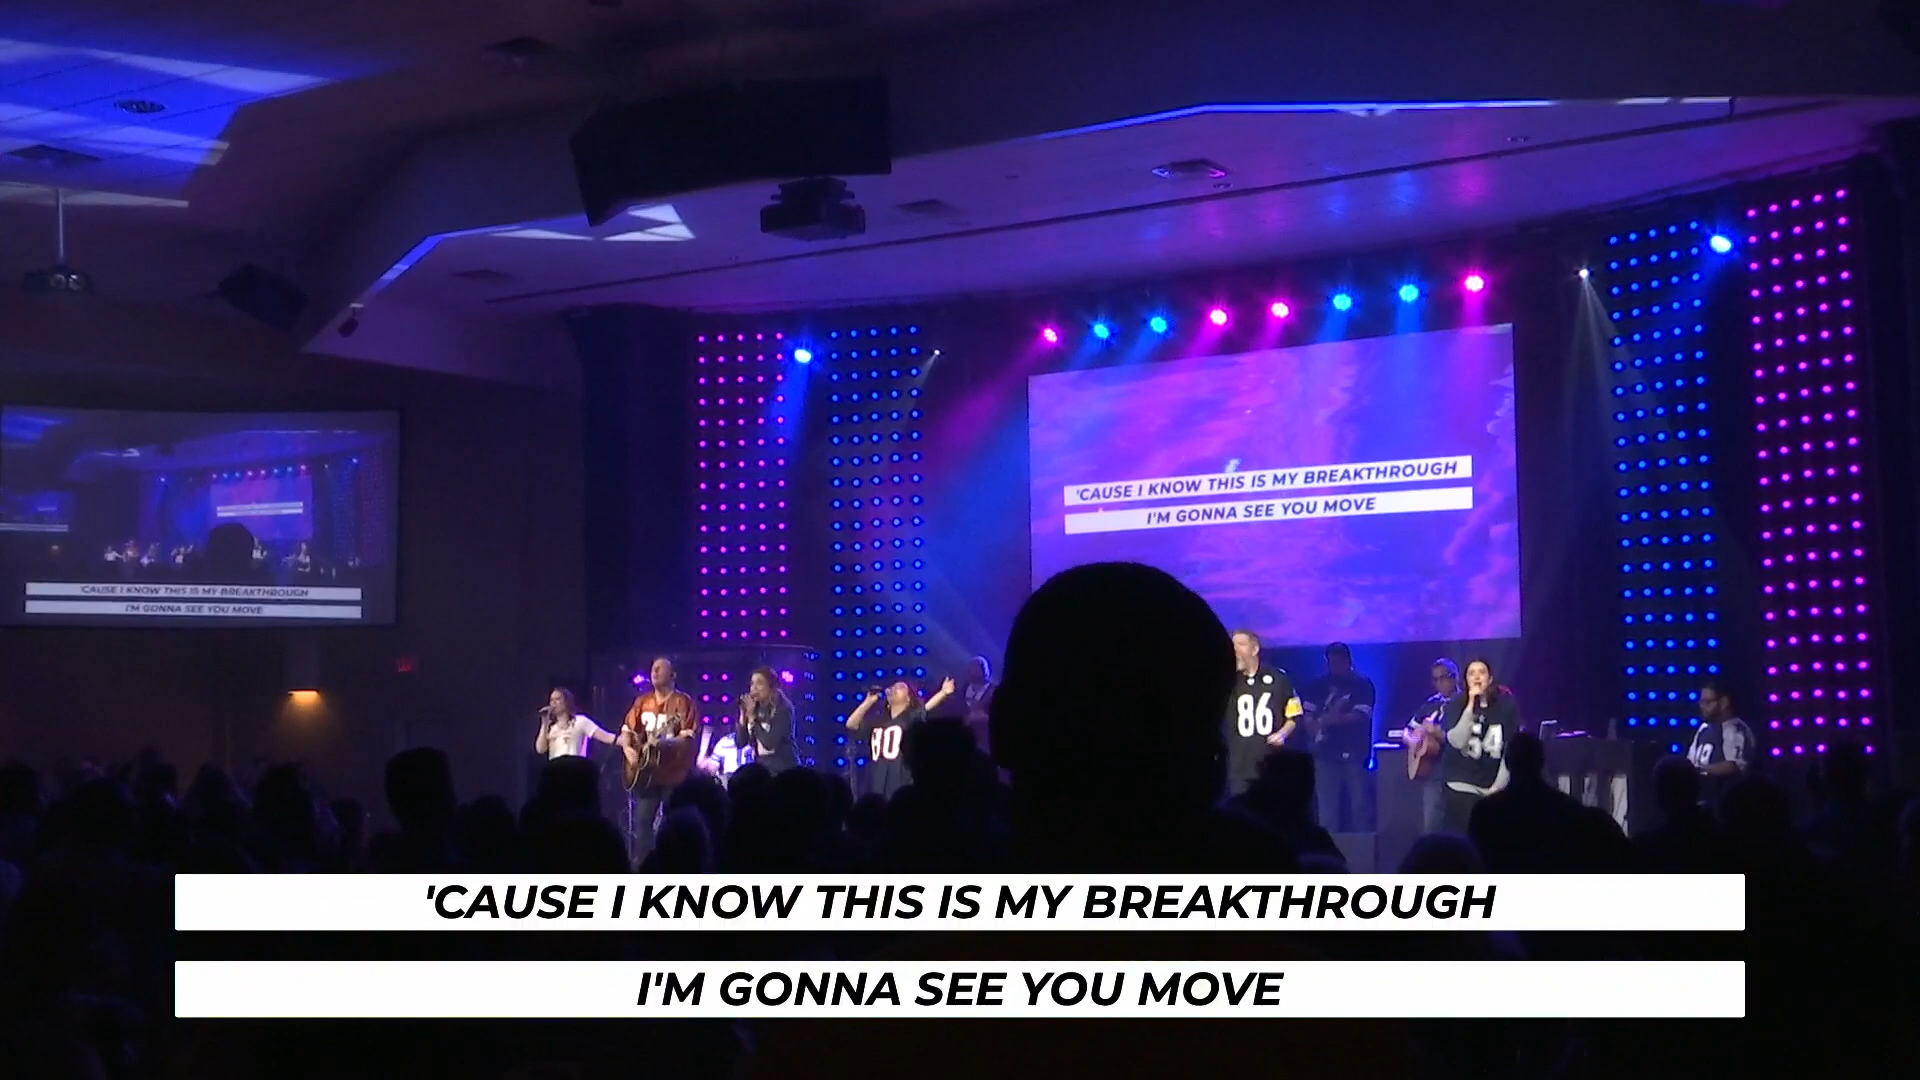 'CAUSE I KNOW THIS IS MY BREAKTHROUGH
I'M GONNA SEE YOU MOVE
'CAUSE I KNOW THIS IS MY BREAKTHROUGH
I'M GONNA SEE YOU MOVE
80
86
54
'CAUSE I KNOW THIS IS MY BREAKTHROUGH
I'M GONNA SEE YOU MOVE